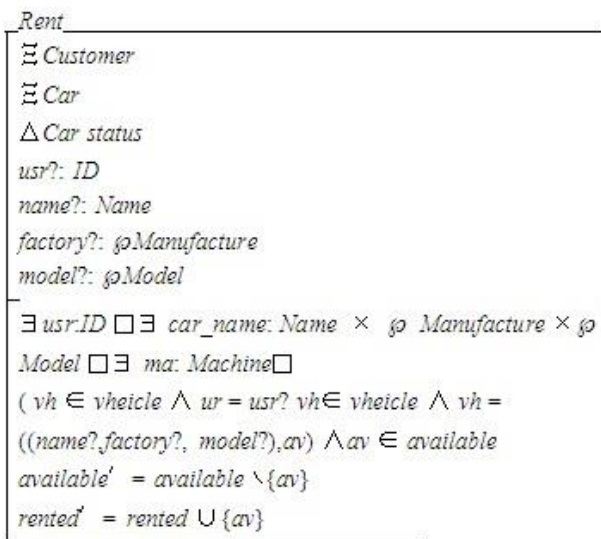 Rent
Ξ Customer
Ξ Car
Δ Car status
usr?: ID
name?: Name
factory?: ℘Manufacture
model?: ℘Model
∃ usr:ID □ ∃ car_name: Name × ℘ Manufacture × ℘
Model □ ∃ ma: Machine□
( vh ∈ vheicle ∧ ur = usr? vh∈ vheicle ∧ vh =
((name?,factory?, model?),av) ∧ av ∈ available
available′ = available \{av}
rented′ = rented ∪ {av}